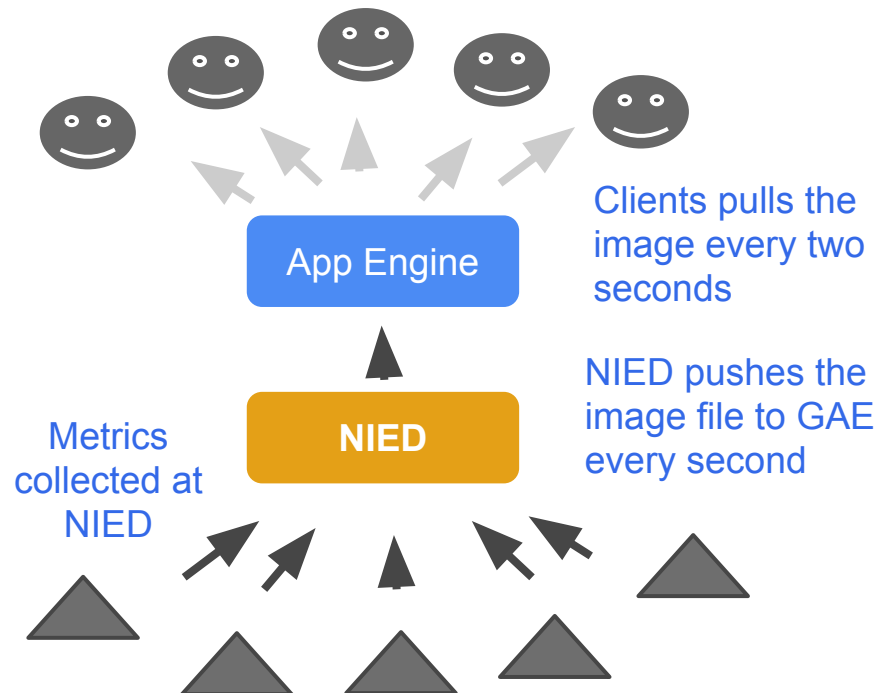 App Engine
Clients pulls the
image every two
seconds
NIED pushes the
image file to GAE
every second
NIED
Metrics
collected at
NIED